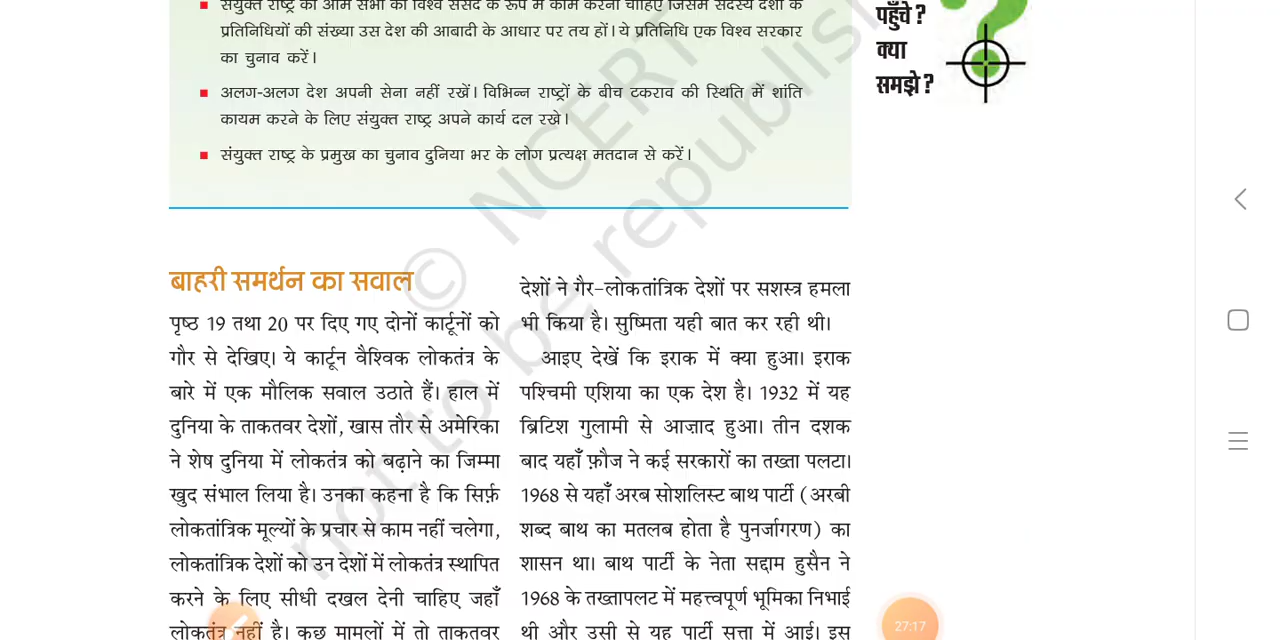 संयुक्त राष्ट्र की आम सभा को विश्व संसद के रूप में काम करना चाहिए जिसमें सदस्य देशों के
प्रतिनिधियों की संख्या उस देश की आबादी के आधार पर तय हों। ये प्रतिनिधि एक विश्व सरकार
का चुनाव करें।
अलग-अलग देश अपनी सेना नहीं रखें। विभिन्न राष्ट्रों के बीच टकराव की स्थिति में शांति
कायम करने के लिए संयुक्त राष्ट्र अपने कार्य दल रखे।
संयुक्त राष्ट्र के प्रमुख का चुनाव दुनिया भर के लोग प्रत्यक्ष मतदान से करें।
पहुँचे?
क्या
समझे?
बाहरी समर्थन का सवाल
पृष्ठ 19 तथा 20 पर दिए गए दोनों कार्टूनों को
गौर से देखिए। ये कार्टून वैश्विक लोकतंत्र के
बारे में एक मौलिक सवाल उठाते हैं। हाल में
दुनिया के ताकतवर देशों, खास तौर से अमेरिका
ने शेष दुनिया में लोकतंत्र को बढ़ाने का जिम्मा
खुद संभाल लिया है। उनका कहना है कि सिर्फ़
लोकतांत्रिक मूल्यों के प्रचार से काम नहीं चलेगा,
लोकतांत्रिक देशों को उन देशों में लोकतंत्र स्थापित
करने के लिए सीधी दखल देनी चाहिए जहाँ
लोकतंत्र नहीं है। कुछ मामलों में तो ताकतवर
देशों ने गैर-लोकतांत्रिक देशों पर सशस्त्र हमला
भी किया है। सुष्मिता यही बात कर रही थी।
आइए देखें कि इराक में क्या हुआ। इराक
पश्चिमी एशिया का एक देश है। 1932 में यह
ब्रिटिश गुलामी से आज़ाद हुआ। तीन दशक
बाद यहाँ फ़ौज ने कई सरकारों का तख्ता पलटा।
1968 से यहाँ अरब सोशलिस्ट बाथ पार्टी (अरबी
शब्द बाथ का मतलब होता है पुनर्जागरण) का
शासन था। बाथ पार्टी के नेता सद्दाम हुसैन ने
1968 के तख्तापलट में महत्त्वपूर्ण भूमिका निभाई
थी और उसी से यह पार्टी सत्ता में आई। इस
© NCERT
not to be republish
27:17